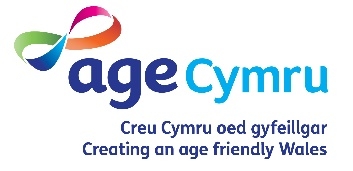 age Cymru
Creu Cymru oed gyfeillgar
Creating an age friendly Wales